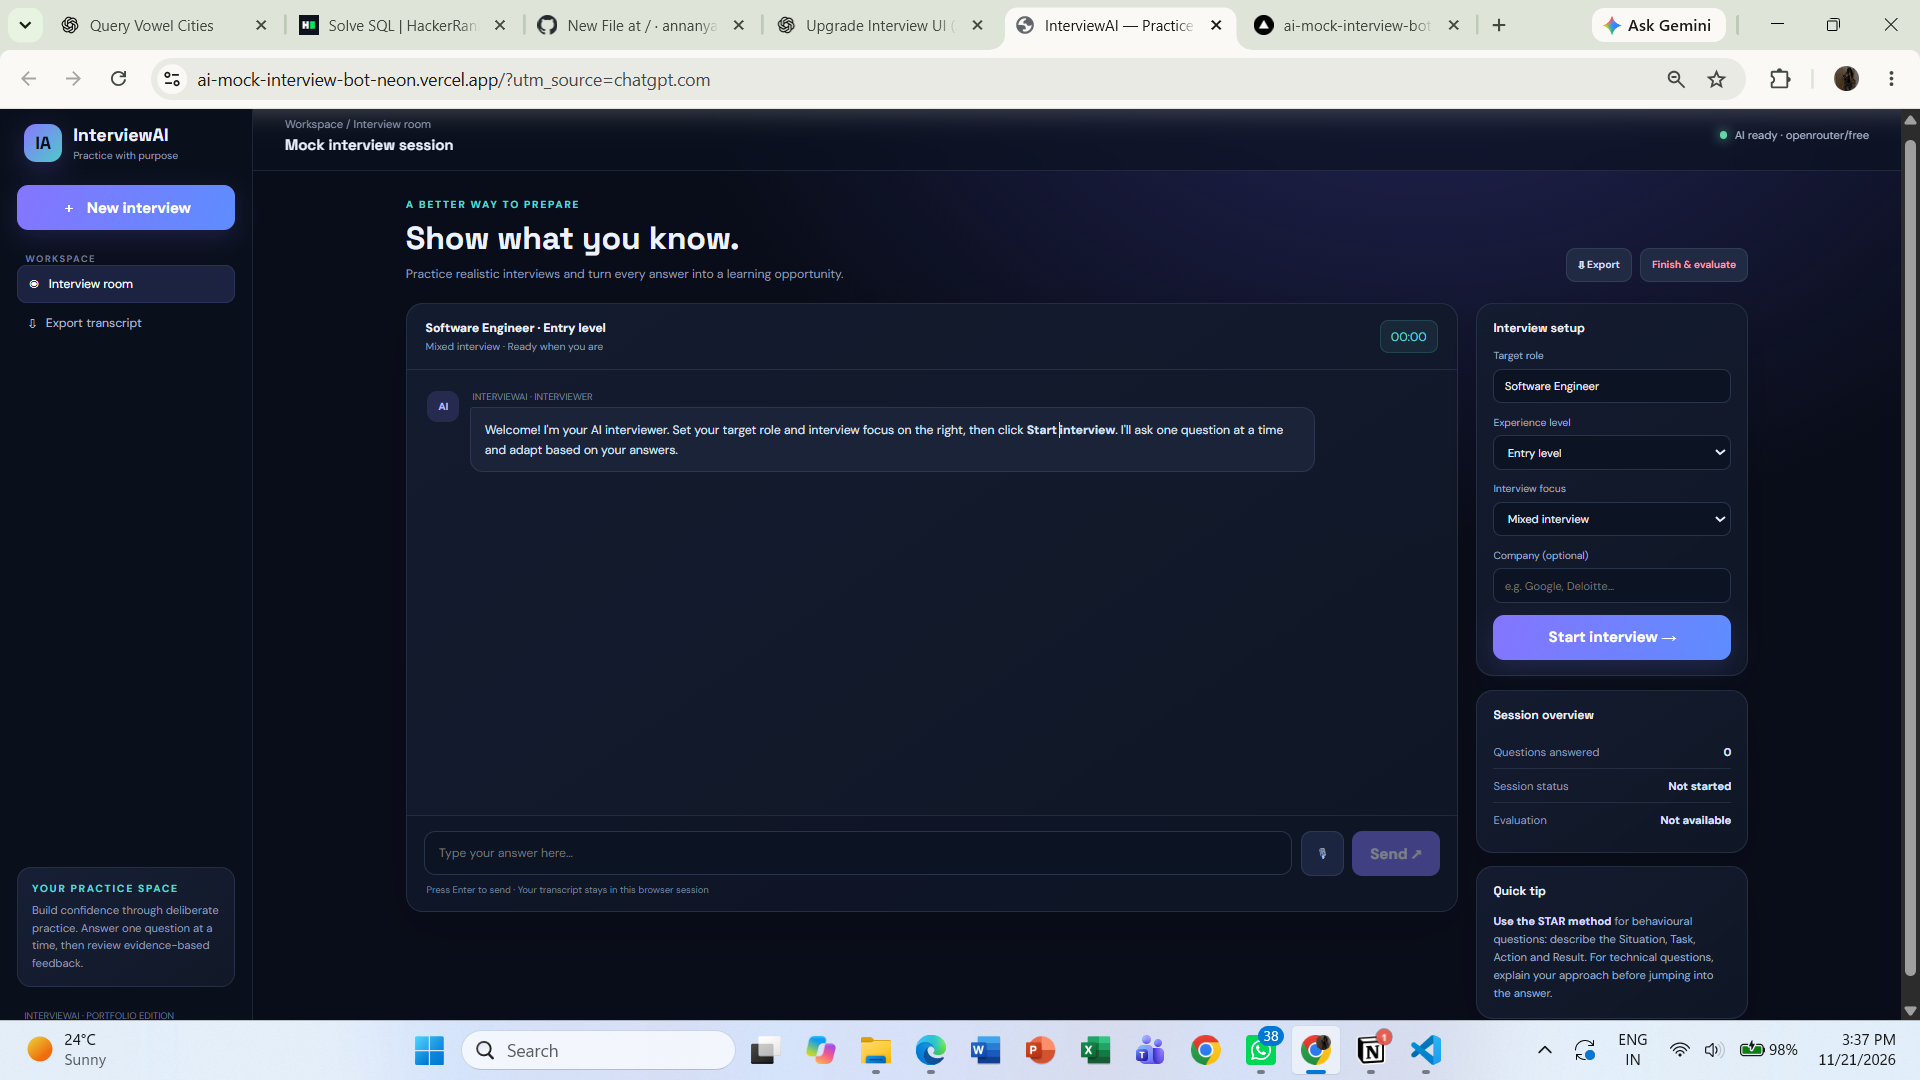 Query Vowel Cities
Solve SQL | HackerRan
New File at / · annanya
Upgrade Interview UI (
InterviewAI — Practice
ai-mock-interview-bot
Ask Gemini
ai-mock-interview-bot-neon.vercel.app/?utm_source=chatgpt.com
IA
InterviewAI
Practice with purpose
+ New interview
WORKSPACE
Interview room
Export transcript
YOUR PRACTICE SPACE
Build confidence through deliberate
practice. Answer one question at a
time, then review evidence-based
feedback.
INTERVIEWAI · PORTFOLIO EDITION
Workspace / Interview room
Mock interview session
AI ready · openrouter/free
A BETTER WAY TO PREPARE
Show what you know.
Practice realistic interviews and turn every answer into a learning opportunity.
⇩ Export
Finish & evaluate
Software Engineer · Entry level
Mixed interview · Ready when you are
00:00
AI
INTERVIEWAI · INTERVIEWER
Welcome! I'm your AI interviewer. Set your target role and interview focus on the right, then click Start interview. I'll ask one question at a time
and adapt based on your answers.
Type your answer here...
Send ↗
Press Enter to send · Your transcript stays in this browser session
Interview setup
Target role
Software Engineer
Experience level
Entry level
Interview focus
Mixed interview
Company (optional)
e.g. Google, Deloitte...
Start interview →
Session overview
Questions answered 0
Session status Not started
Evaluation Not available
Quick tip
Use the STAR method for behavioural
questions: describe the Situation, Task,
Action and Result. For technical questions,
explain your approach before jumping into
the answer.
24°C
Sunny
Search
38
1
ENG
IN
98%
3:37 PM
11/21/2026